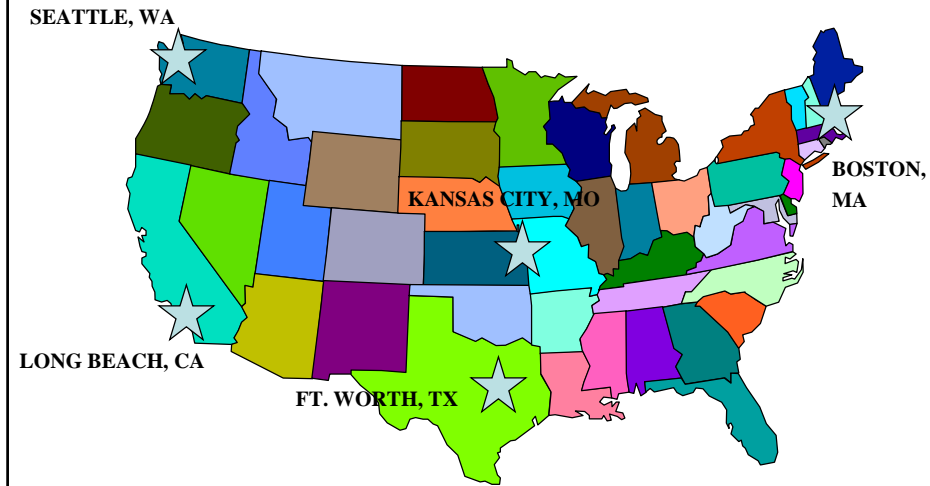 SEATTLE, WA
KANSAS CITY, MO
BOSTON,
MA
LONG BEACH, CA
FT. WORTH, TX